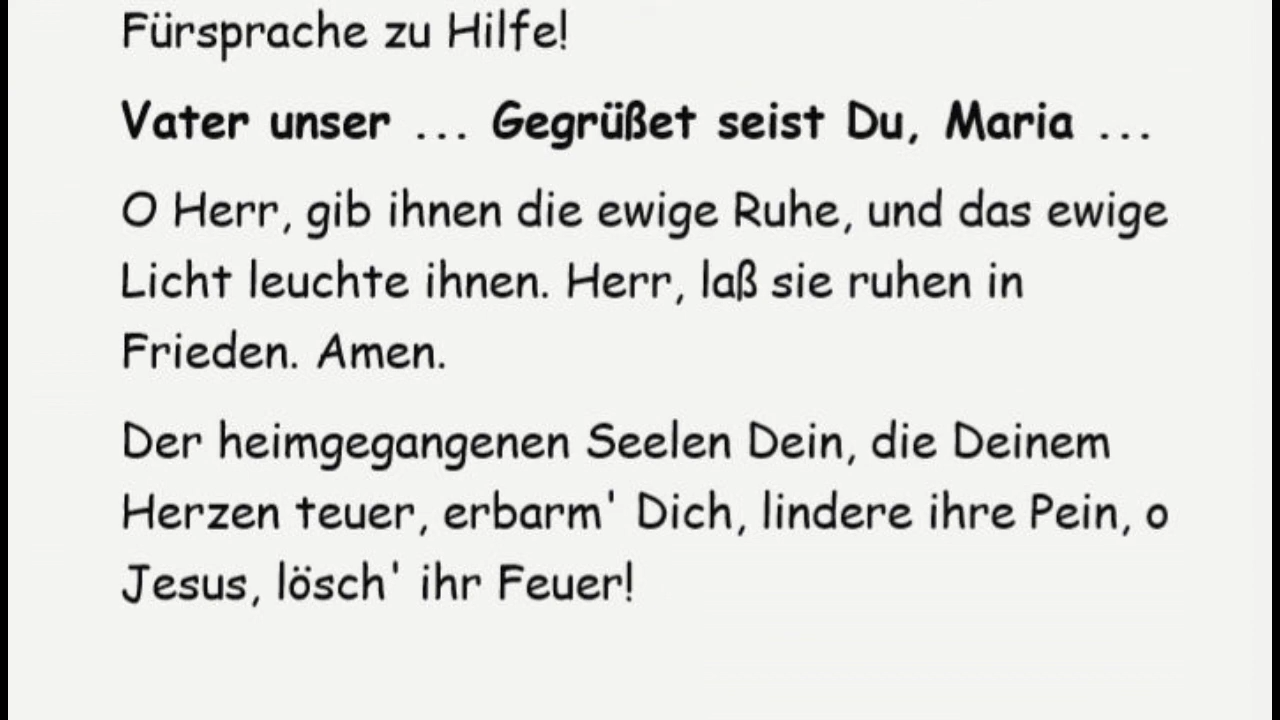 Fürsprache zu Hilfe!
Vater unser ... Gegrüßet seist Du, Maria ...
O Herr, gib ihnen die ewige Ruhe, und das ewige
Licht leuchte ihnen. Herr, laß sie ruhen in
Frieden. Amen.
Der heimgegangenen Seelen Dein, die Deinem
Herzen teuer, erbarm' Dich, lindere ihre Pein, o
Jesus, lösch' ihr Feuer!